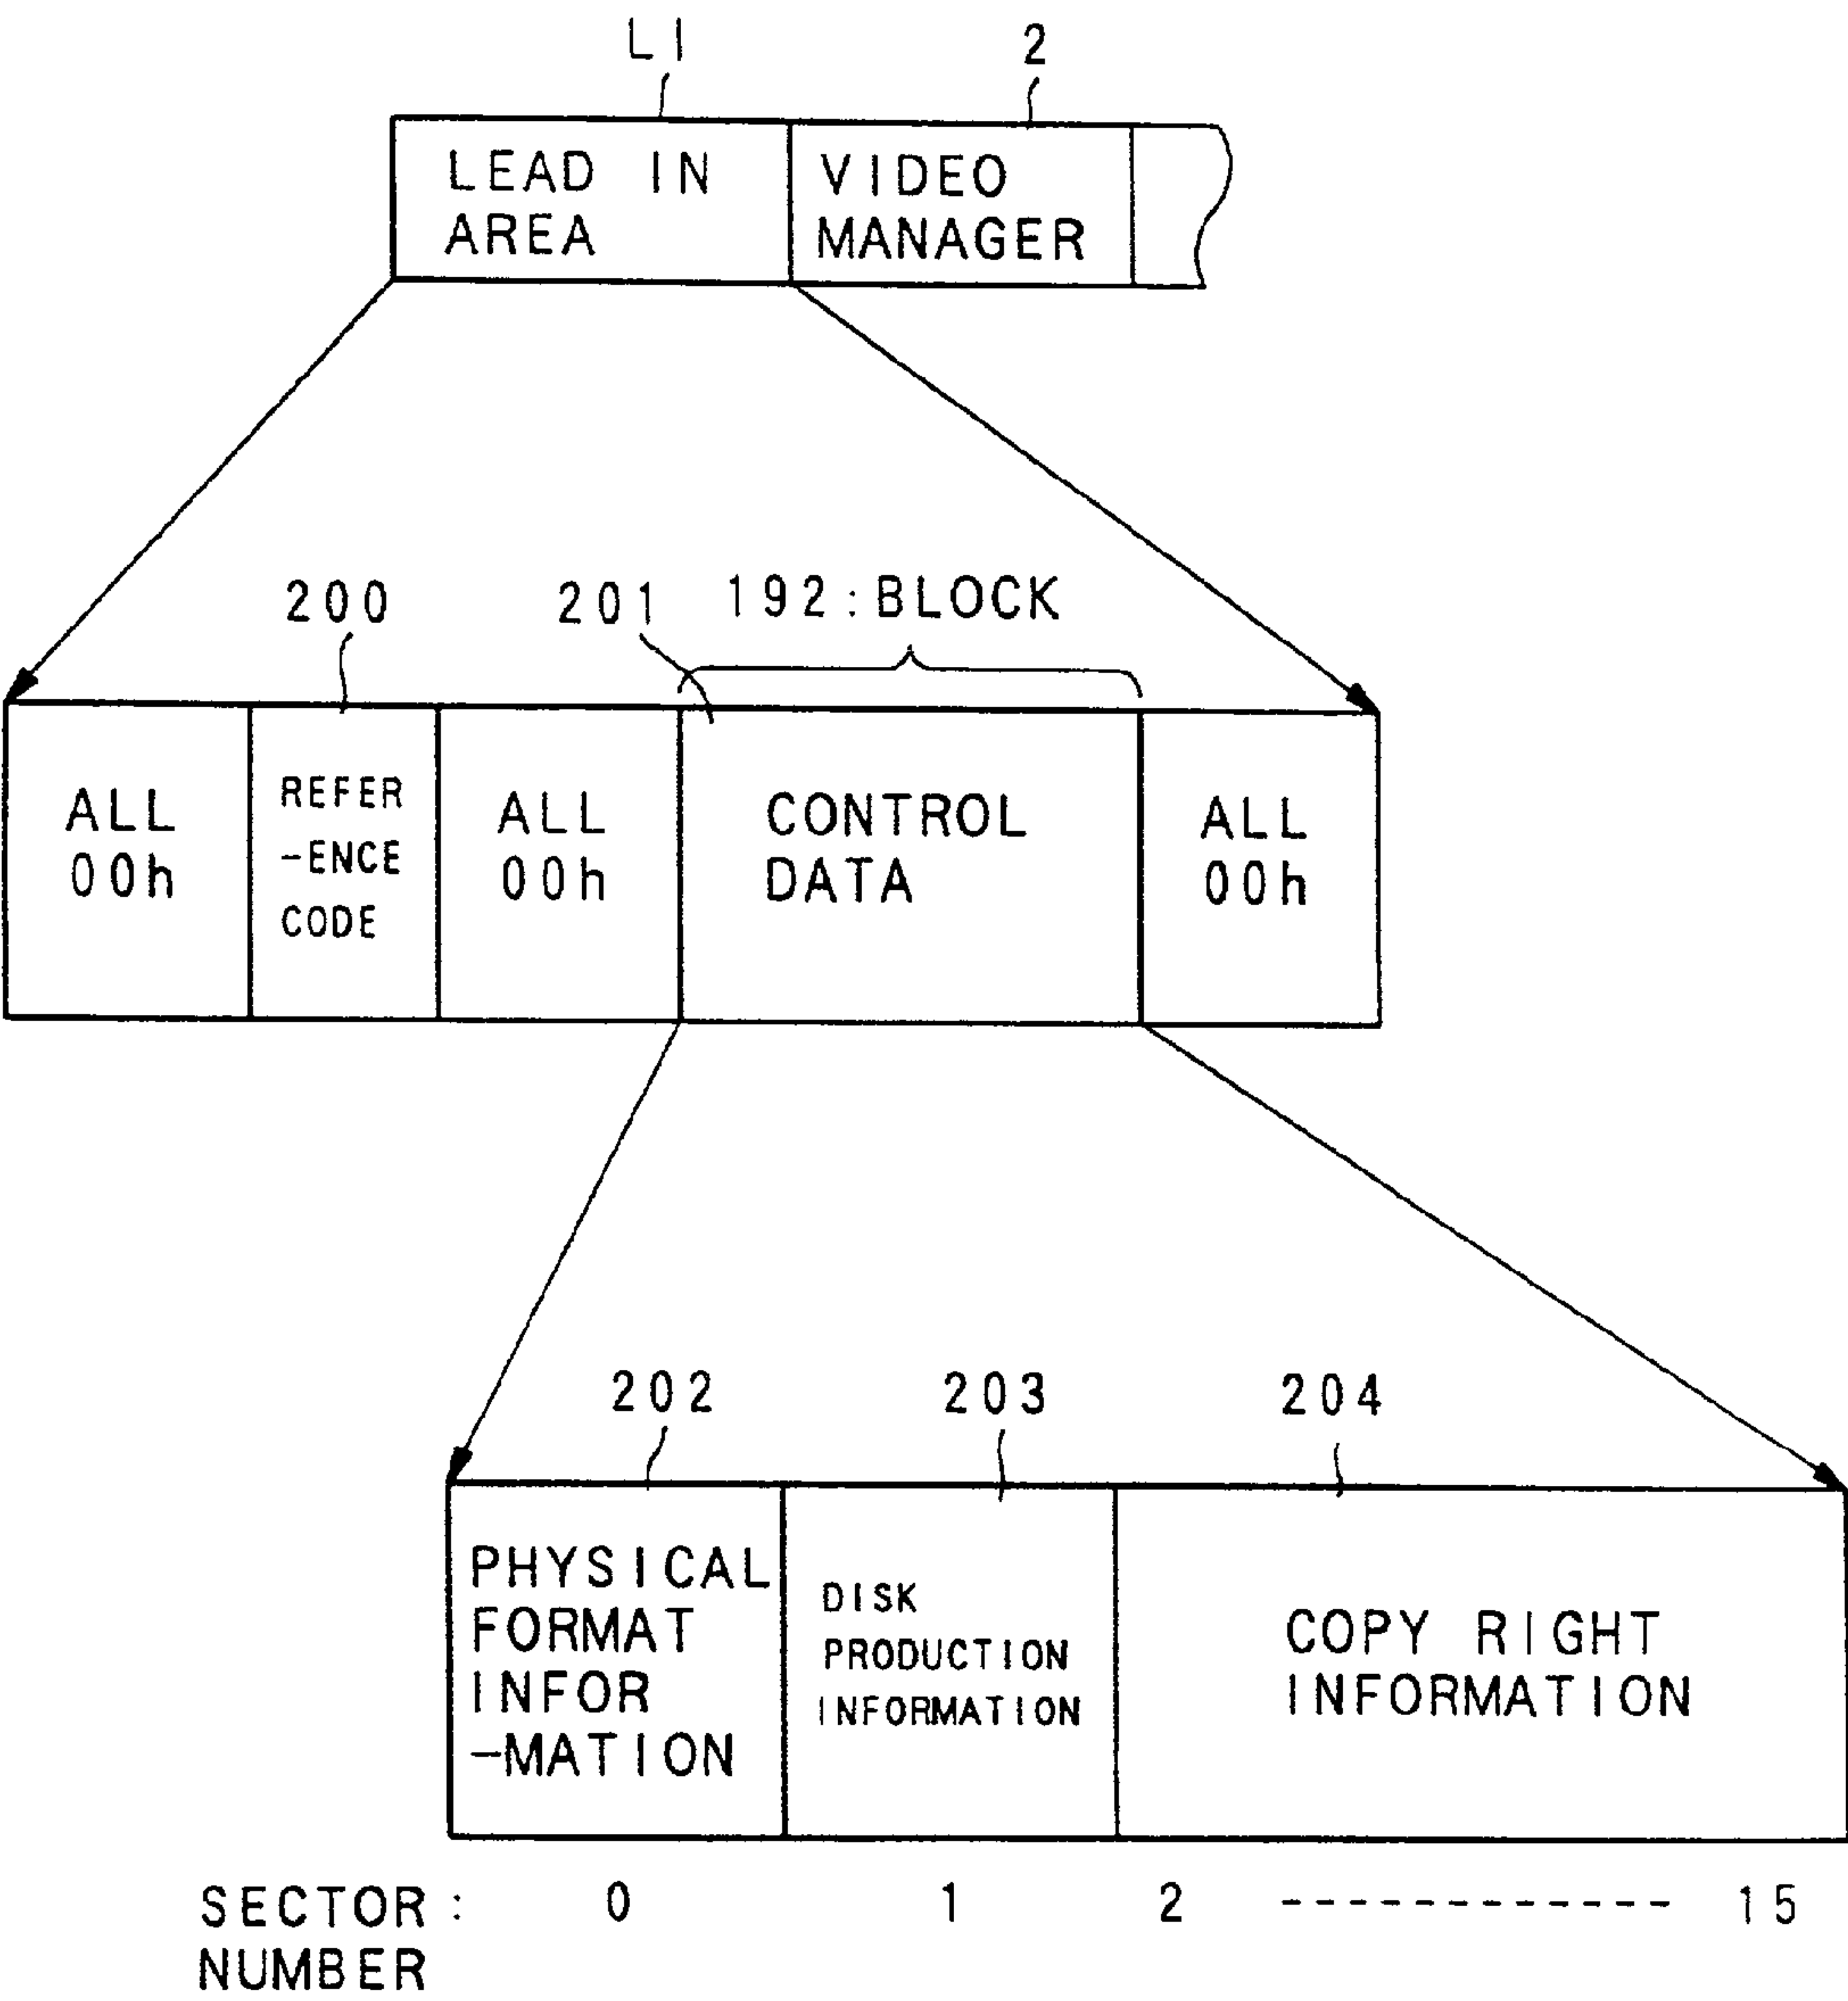 LI
2
LEAD IN
AREA
VIDEO
MANAGER
200
201
192:BLOCK
ALL
00h
REFER
-ENCE
CODE
ALL
00h
CONTROL
DATA
ALL
00h
202
203
204
PHYSICAL
FORMAT
INFOR
-MATION
DISK
PRODUCTION
INFORMATION
COPY RIGHT
INFORMATION
SECTOR : 0 1 2 ------------ 15
NUMBER